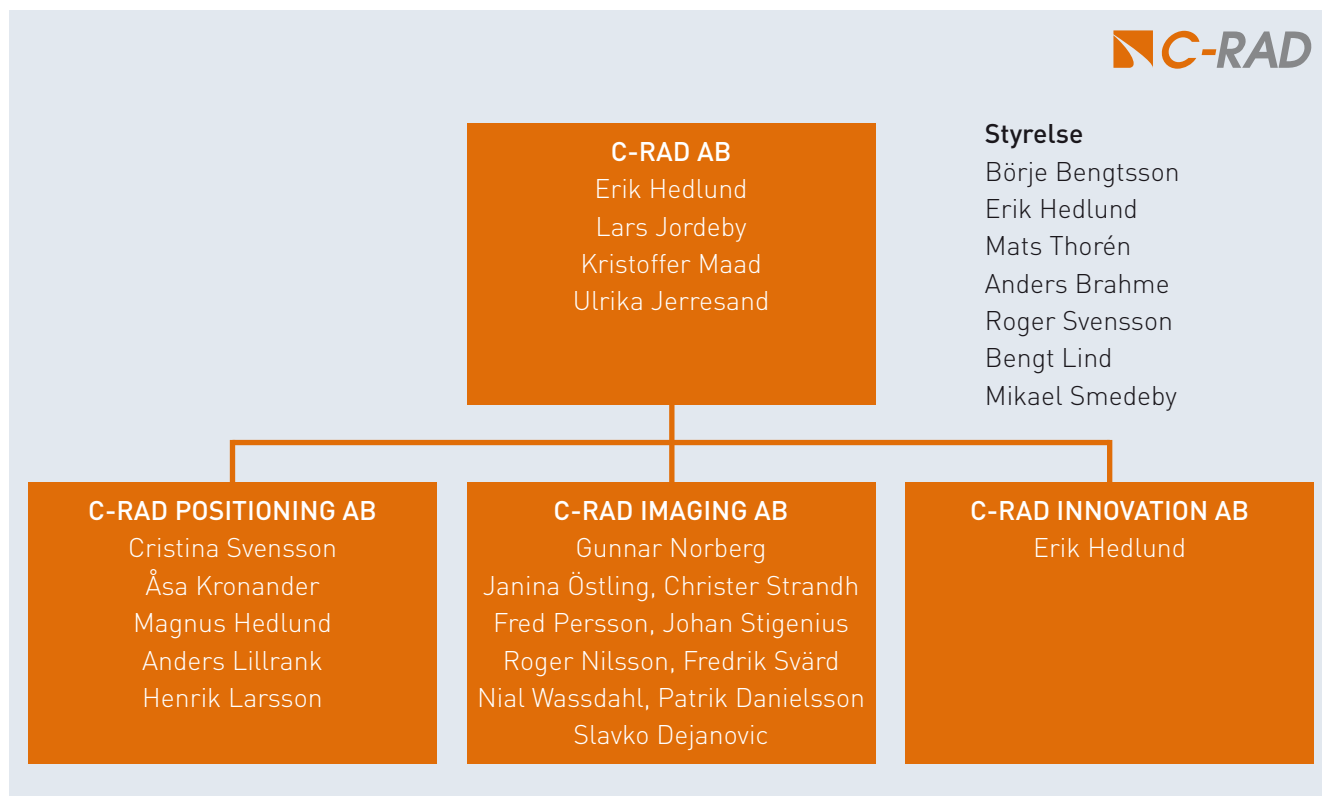 C-RAD
C-RAD AB
Erik Hedlund
Lars Jordeby
Kristoffer Maad
Ulrika Jerresand
Styrelse
Börje Bengtsson
Erik Hedlund
Mats Thorén
Anders Brahme
Roger Svensson
Bengt Lind
Mikael Smedeby
C-RAD POSITIONING AB
Cristina Svensson
Åsa Kronander
Magnus Hedlund
Anders Lillrank
Henrik Larsson
C-RAD IMAGING AB
Gunnar Norberg
Janina Östling, Christer Strandh
Fred Persson, Johan Stigenius
Roger Nilsson, Fredrik Svärd
Nial Wassdahl, Patrik Danielsson
Slavko Dejanovic
C-RAD INNOVATION AB
Erik Hedlund